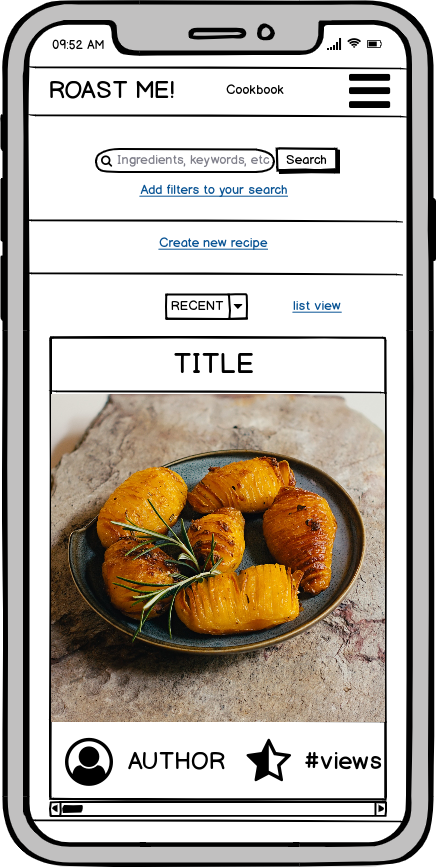 09:52 AM
ROAST ME!
Cookbook
Ingredients, keywords, etc
Search
Add filters to your search
Create new recipe
RECENT
list view
TITLE
AUTHOR
#views